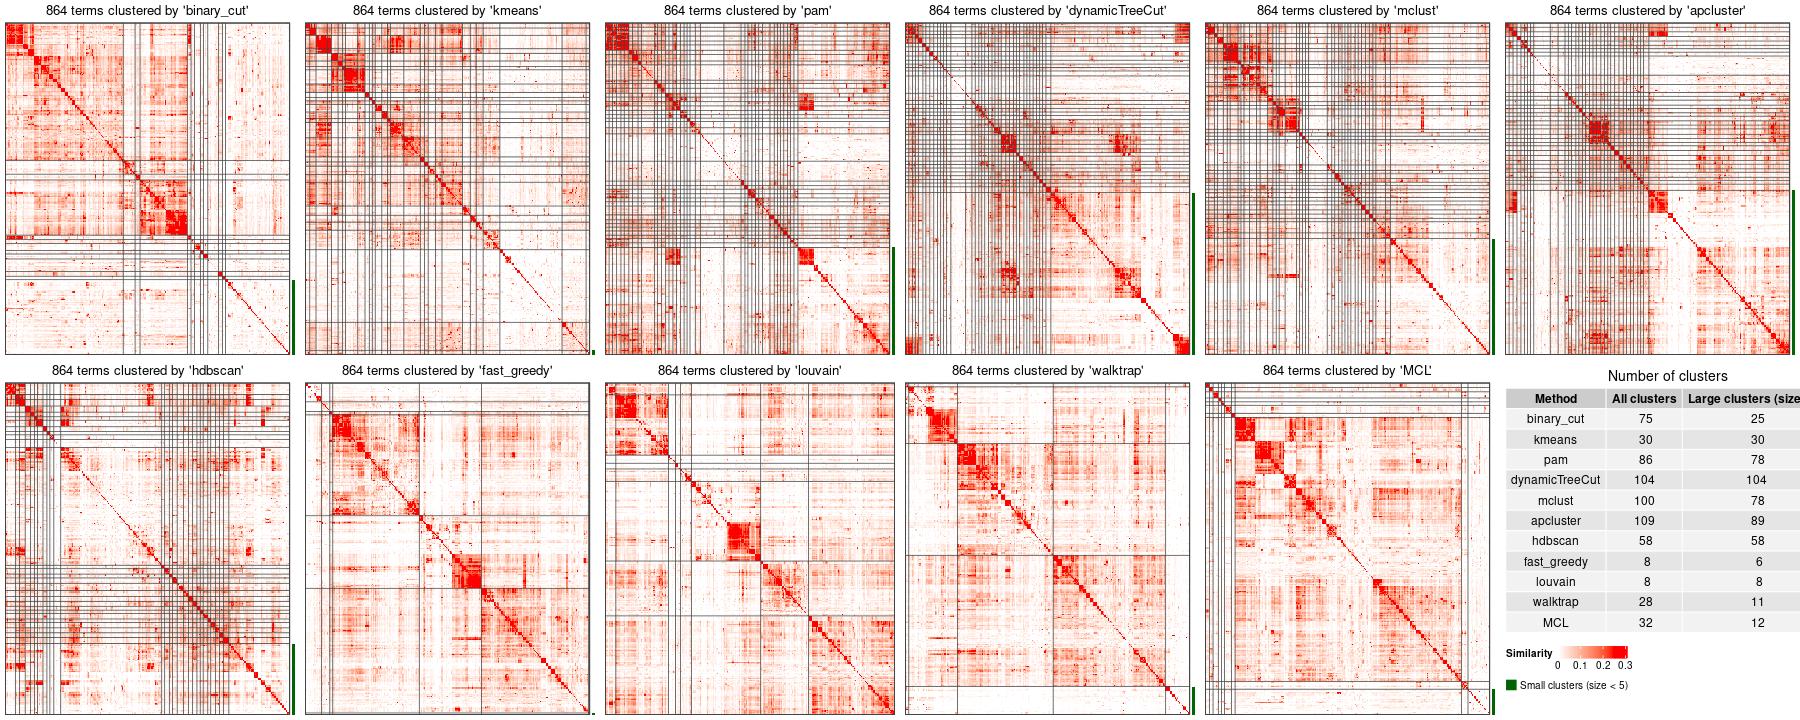 864 terms clustered by 'binary_cut'
864 terms clustered by 'kmeans'
864 terms clustered by 'pam'
864 terms clustered by 'dynamicTreeCut'
864 terms clustered by 'mclust'
864 terms clustered by 'apcluster'
864 terms clustered by 'hdbscan'
864 terms clustered by 'fast_greedy'
864 terms clustered by 'louvain'
864 terms clustered by 'walktrap'
864 terms clustered by 'MCL'
Number of clusters
Method All clusters Large clusters (size
binary_cut 75 25
kmeans 30 30
pam 86 78
dynamicTreeCut 104 104
mclust 100 78
apcluster 109 89
hdbscan 58 58
fast_greedy 8 6
louvain 8 8
walktrap 28 11
MCL 32 12
Similarity
0 0.1 0.2 0.3
Small clusters (size < 5)